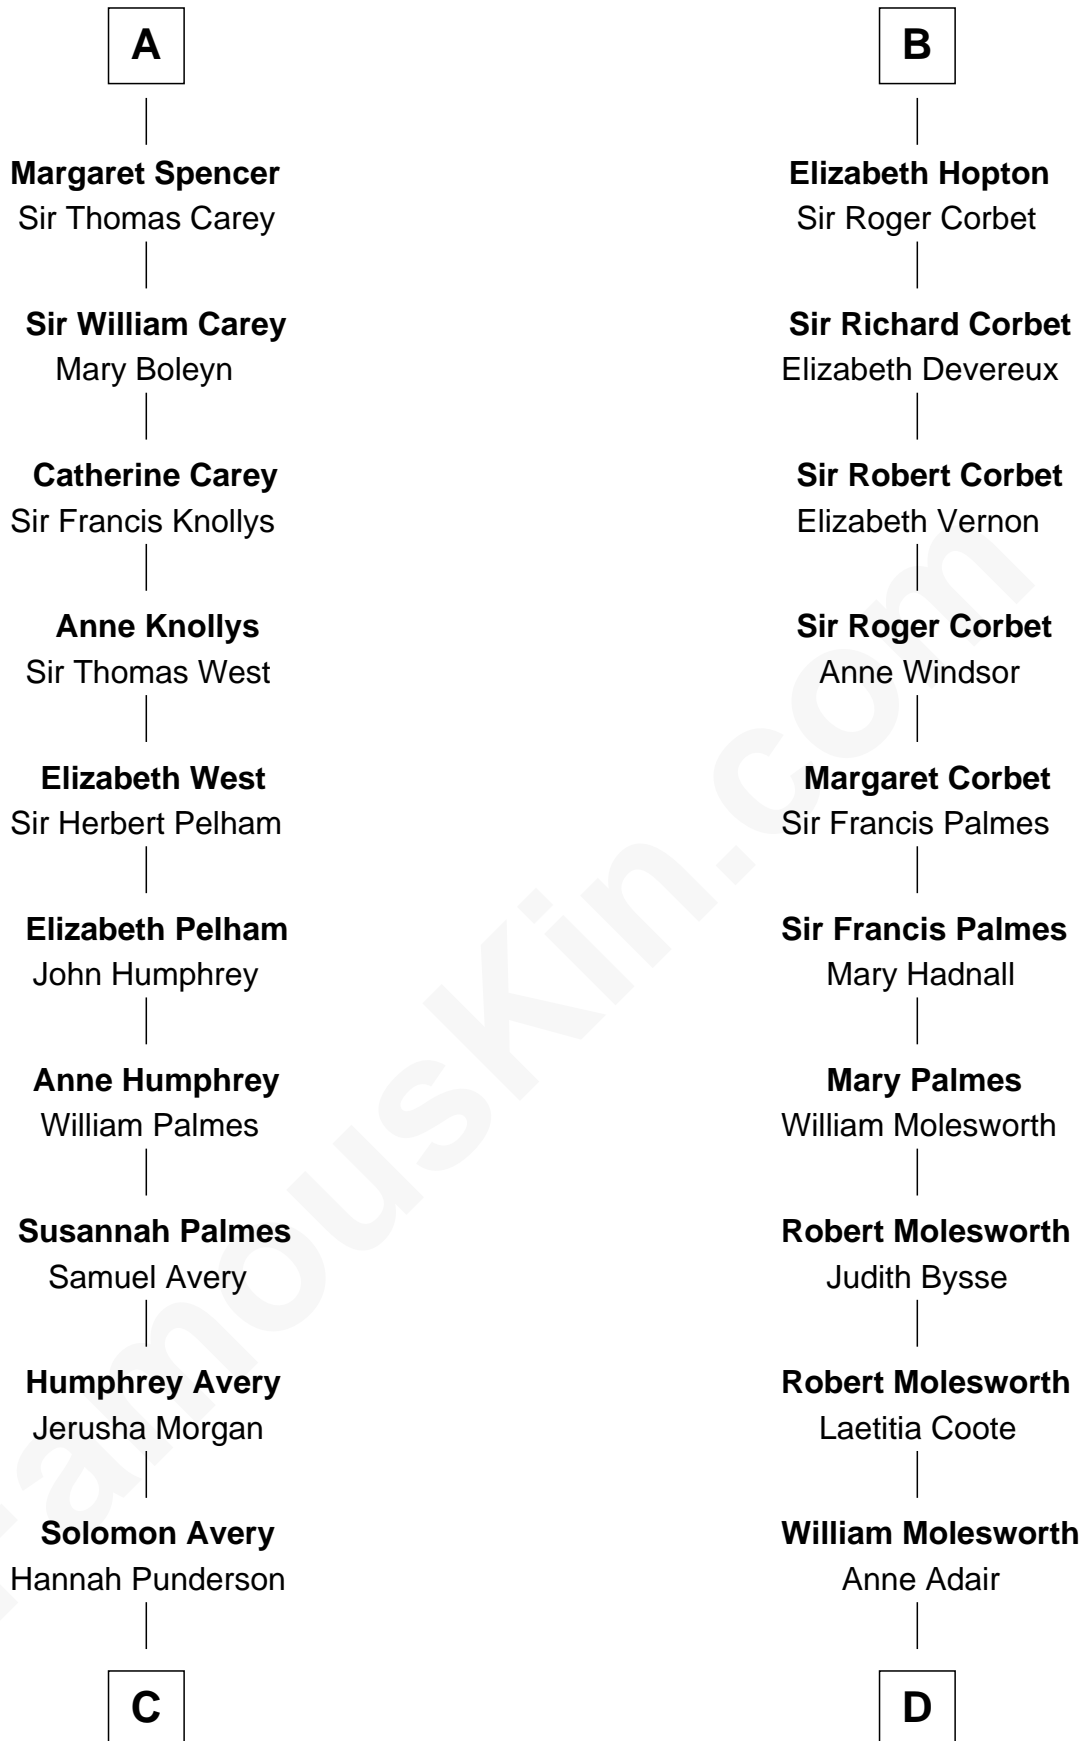 A
Margaret Spencer
Sir Thomas Carey
Sir William Carey
Mary Boleyn
Catherine Carey
Sir Francis Knollys
Anne Knollys
Sir Thomas West
Elizabeth West
Sir Herbert Pelham
Elizabeth Pelham
John Humphrey
Anne Humphrey
William Palmes
Susannah Palmes
Samuel Avery
Humphrey Avery
Jerusha Morgan
Solomon Avery
Hannah Punderson
C
B
Elizabeth Hopton
Sir Roger Corbet
Sir Richard Corbet
Elizabeth Devereux
Sir Robert Corbet
Elizabeth Vernon
Sir Roger Corbet
Anne Windsor
Margaret Corbet
Sir Francis Palmes
Sir Francis Palmes
Mary Hadnall
Mary Palmes
William Molesworth
Robert Molesworth
Judith Bysse
Robert Molesworth
Laetitia Coote
William Molesworth
Anne Adair
D
FamousKin.com